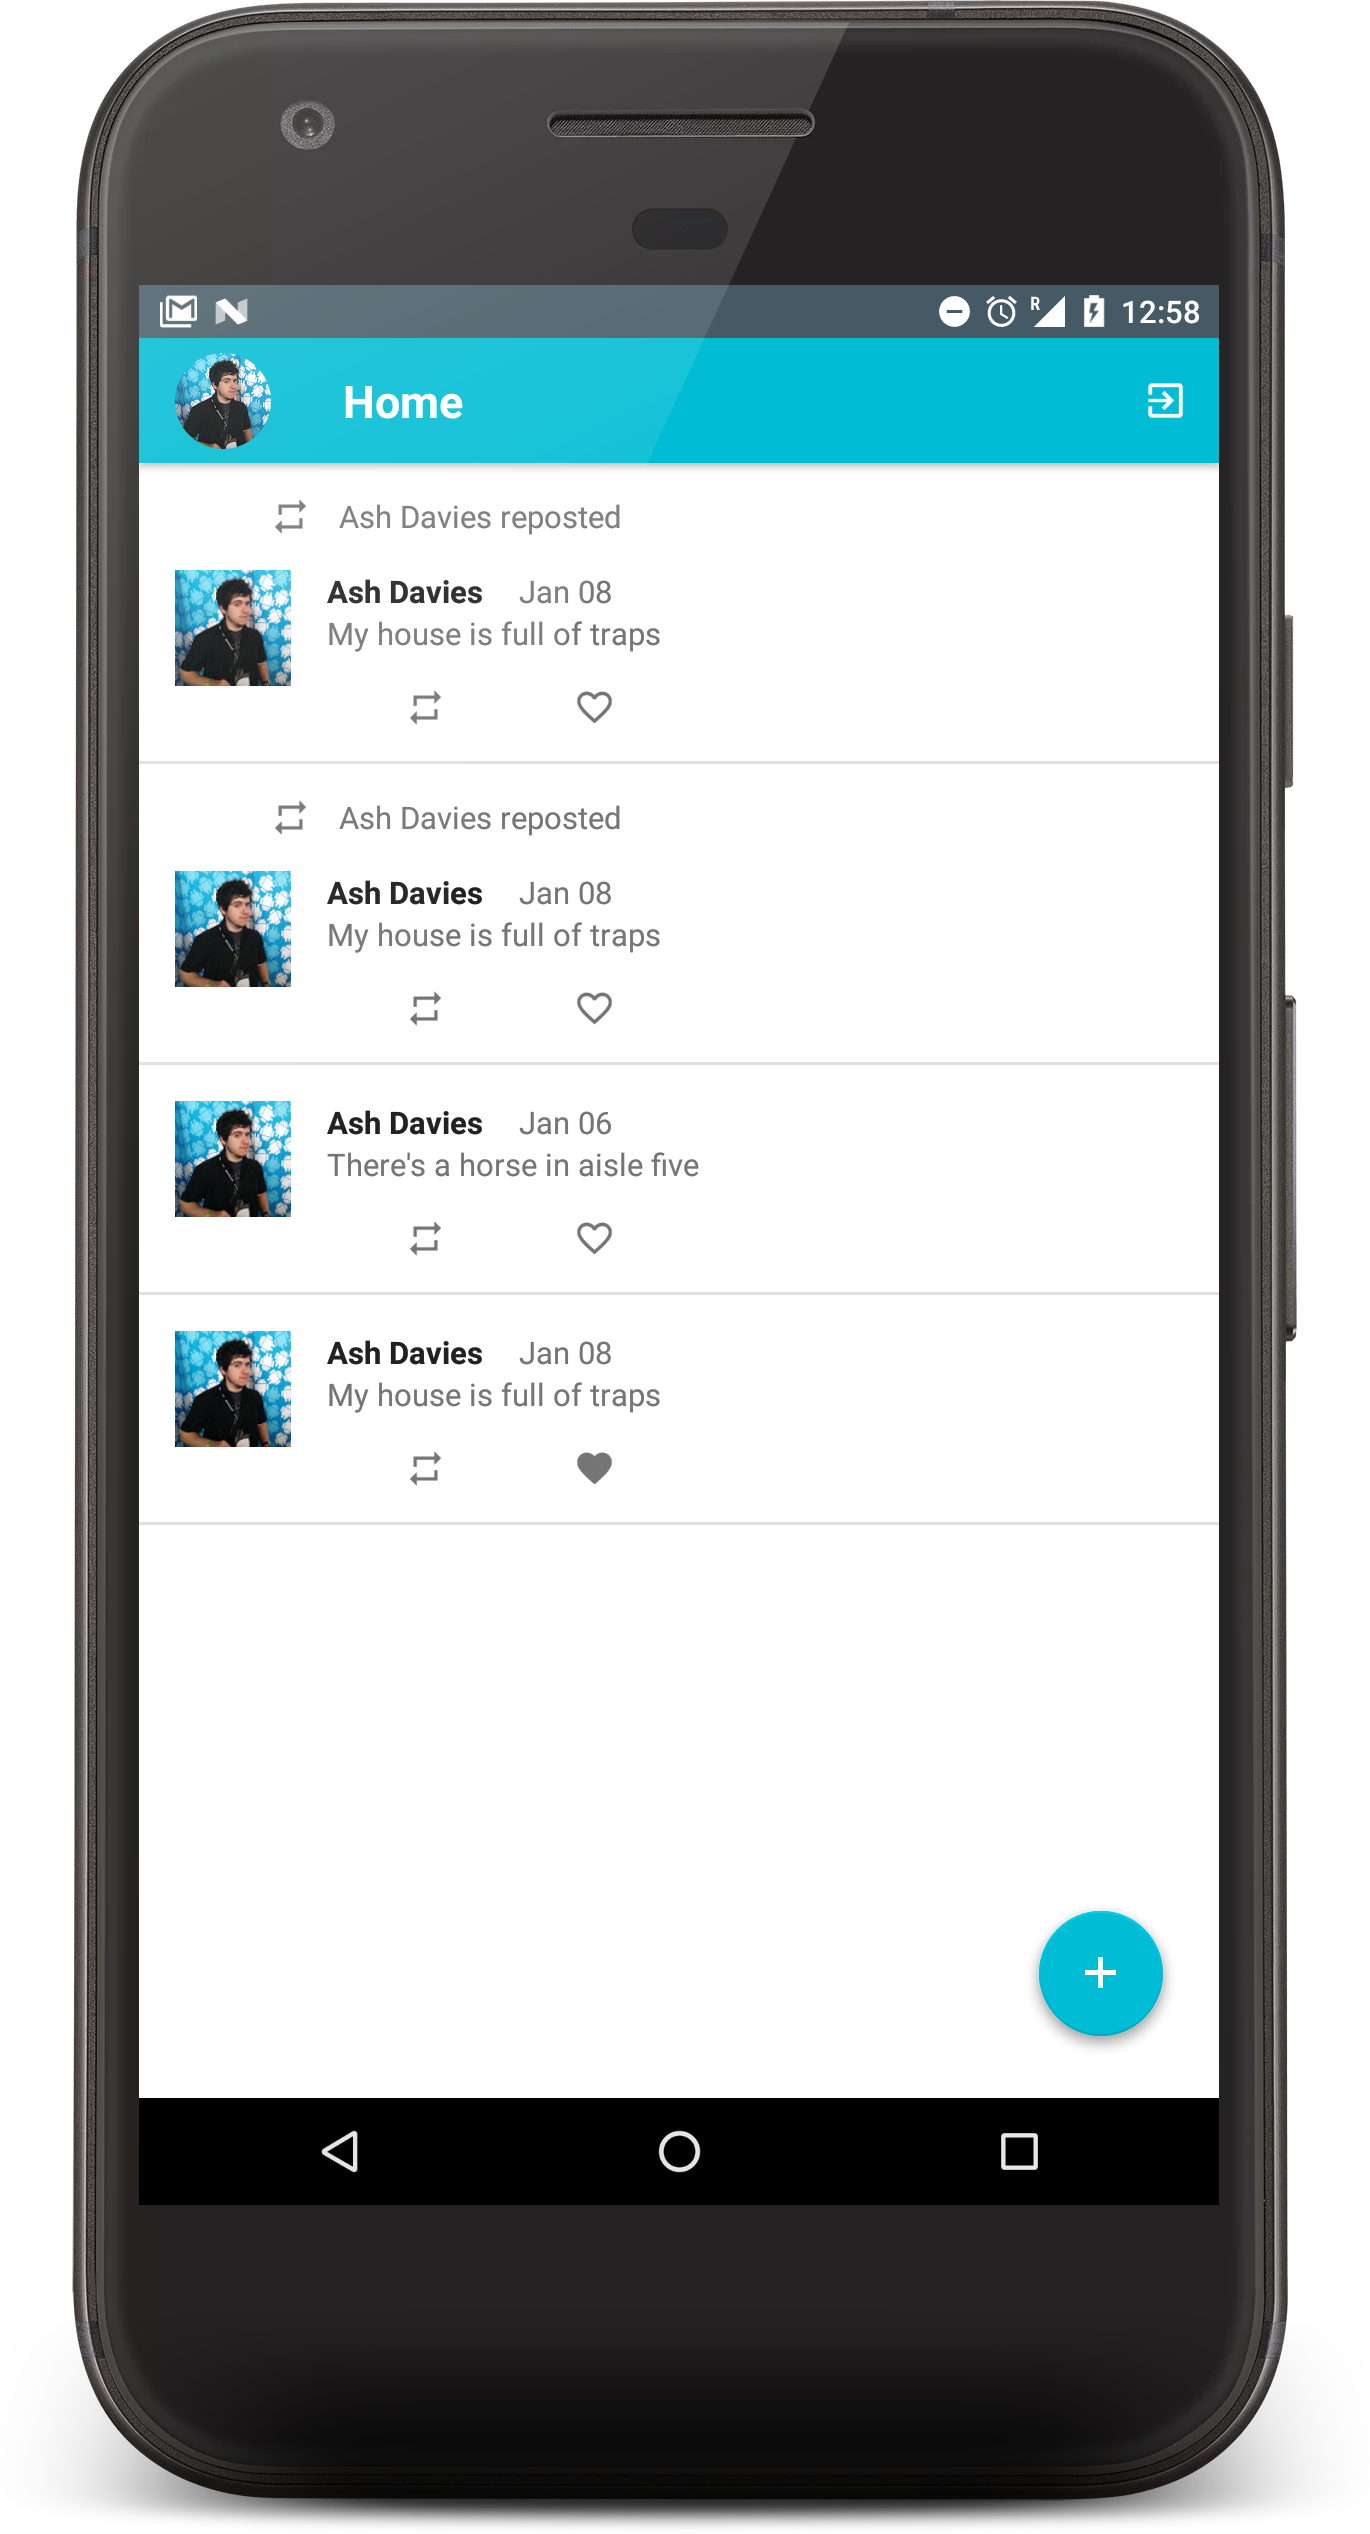 R 12:58
Home
Ash Davies reposted
Ash Davies Jan 08
My house is full of traps
Ash Davies reposted
Ash Davies Jan 08
My house is full of traps
Ash Davies Jan 06
There's a horse in aisle five
Ash Davies Jan 08
My house is full of traps